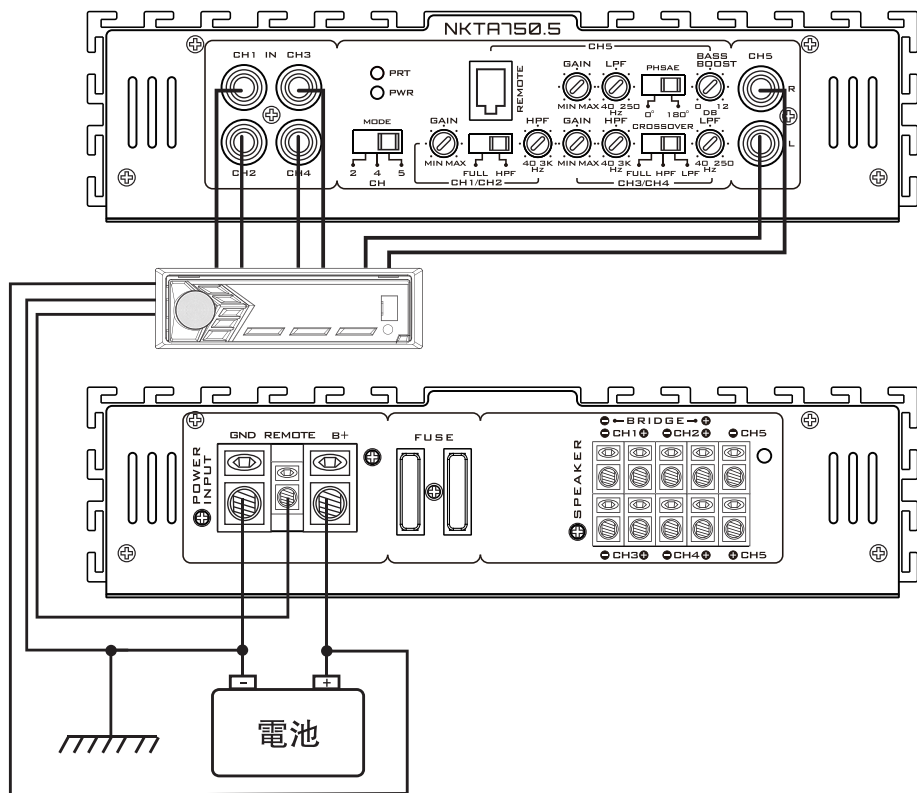 NKTA750.5
CH1 IN CH3
CH5
PRT
PWR
REMOTE
GAIN LPF PHSAE BASS BOOST CH5
MIN MAX 40 250 Hz 0° 180° 0 12 DB
R
MODE
GAIN HPF GAIN HPF CROSSOVER LPF
L
MIN MAX FULL HPF 40 3K Hz MIN MAX 40 3K Hz FULL HPF LPF 40 250 Hz
CH2 CH4
2 4 5
CH
CH1/CH2
CH3/CH4
GND REMOTE B+
FUSE
⊖ ←BRIDGE→ ⊕
⊖CH1⊕ ⊖CH2⊕ ⊖CH5
POWER INPUT
SPEAKER
⊖CH3⊕ ⊖CH4⊕ ⊕CH5
- +
電池